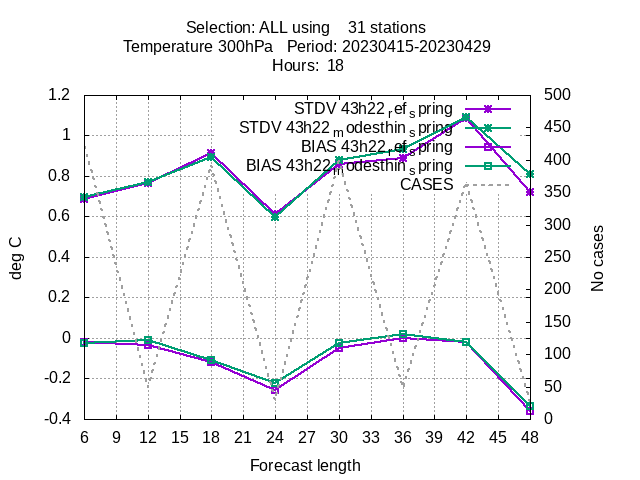 Selection: ALL using 31 stations
Temperature 300hPa Period: 20230415-20230429
Hours: 18
STDV 43h22_ref_spring
STDV 43h22_modesthin_spring
BIAS 43h22_ref_spring
BIAS 43h22_modesthin_spring
CASES
1.2
1
0.8
0.6
0.4
0.2
0
-0.2
-0.4
deg C
500
450
400
350
300
250
200
150
100
50
0
No cases
6 9 12 15 18 21 24 27 30 33 36 39 42 45 48
Forecast length